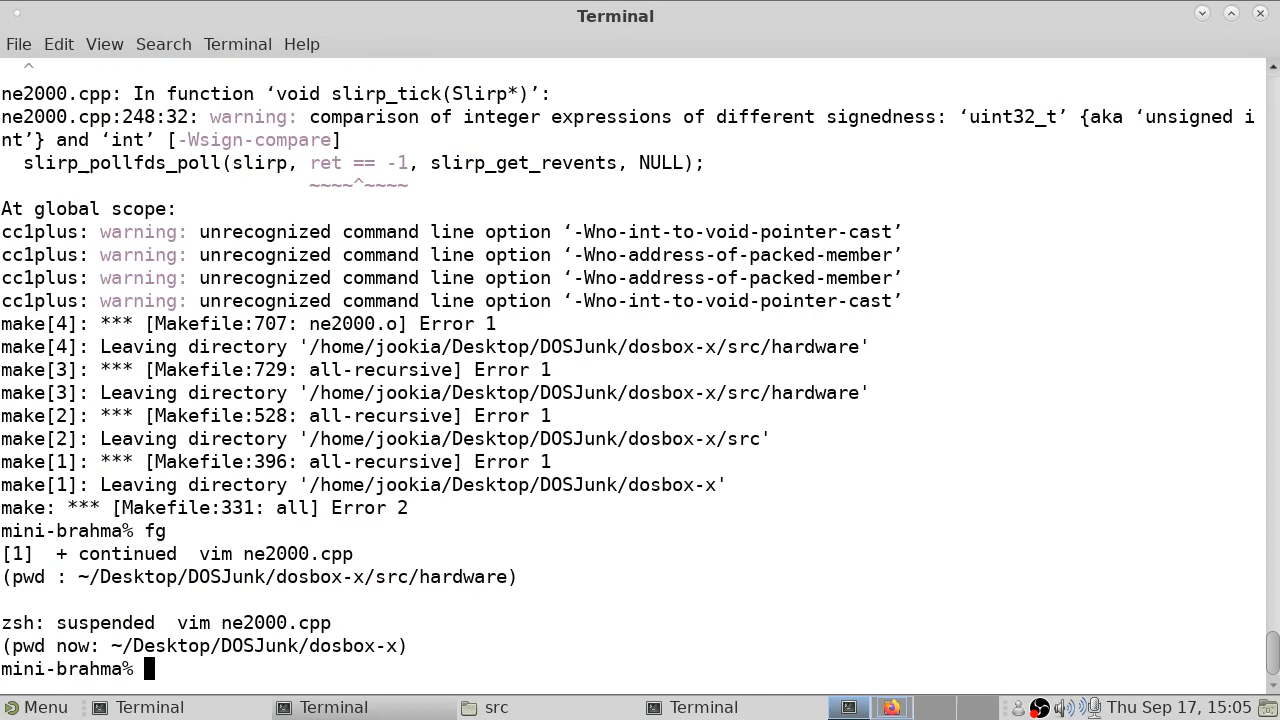 Terminal
File Edit View Search Terminal Help
^
ne2000.cpp: In function ‘void slirp_tick(Slirp*)’:
ne2000.cpp:248:32: warning: comparison of integer expressions of different signedness: ‘uint32_t’ {aka ‘unsigned i
nt’} and ‘int’ [-Wsign-compare]
  slirp_pollfds_poll(slirp, ret == -1, slirp_get_revents, NULL);
                            ~~~~^~~~~
At global scope:
cc1plus: warning: unrecognized command line option ‘-Wno-int-to-void-pointer-cast’
cc1plus: warning: unrecognized command line option ‘-Wno-address-of-packed-member’
cc1plus: warning: unrecognized command line option ‘-Wno-address-of-packed-member’
cc1plus: warning: unrecognized command line option ‘-Wno-int-to-void-pointer-cast’
make[4]: *** [Makefile:707: ne2000.o] Error 1
make[4]: Leaving directory '/home/jookia/Desktop/DOSJunk/dosbox-x/src/hardware'
make[3]: *** [Makefile:729: all-recursive] Error 1
make[3]: Leaving directory '/home/jookia/Desktop/DOSJunk/dosbox-x/src/hardware'
make[2]: *** [Makefile:528: all-recursive] Error 1
make[2]: Leaving directory '/home/jookia/Desktop/DOSJunk/dosbox-x/src'
make[1]: *** [Makefile:396: all-recursive] Error 1
make[1]: Leaving directory '/home/jookia/Desktop/DOSJunk/dosbox-x'
make: *** [Makefile:331: all] Error 2
mini-brahma% fg
[1]  + continued  vim ne2000.cpp
(pwd : ~/Desktop/DOSJunk/dosbox-x/src/hardware)
zsh: suspended  vim ne2000.cpp
(pwd now: ~/Desktop/DOSJunk/dosbox-x)
mini-brahma%
Menu Terminal Terminal src Terminal Thu Sep 17, 15:05